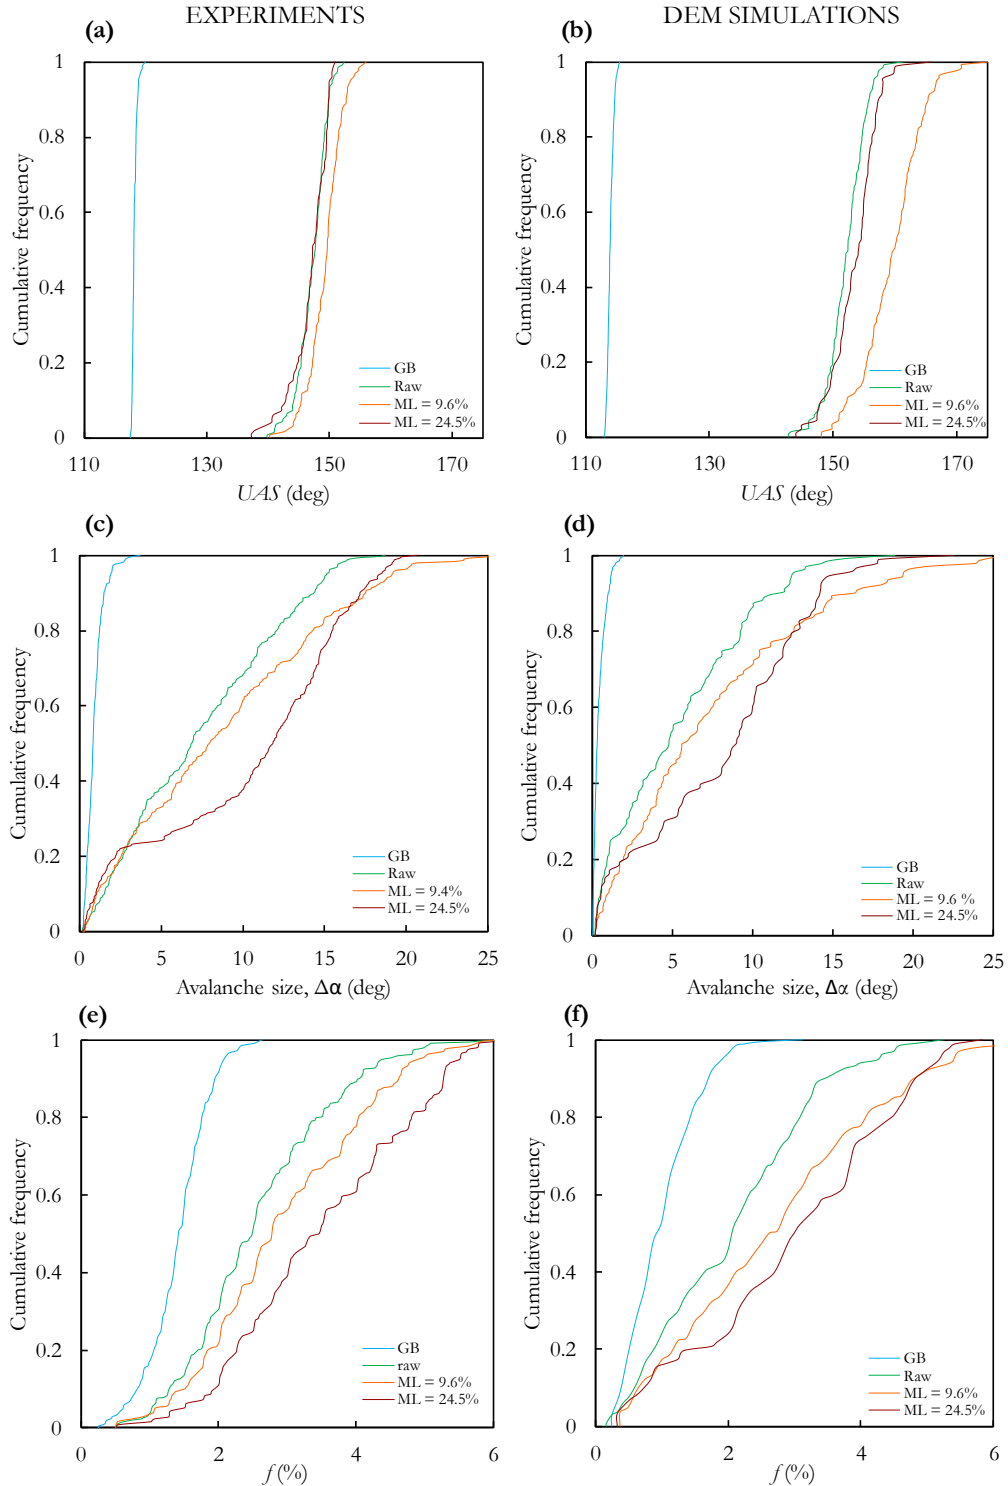 EXPERIMENTS
DEM SIMULATIONS
(a)
1
0.8
0.6
0.4
0.2
0
Cumulative frequency
110
130
150
170
UAS (deg)
GB
Raw
ML = 9.6%
ML = 24.5%
(b)
1
0.8
0.6
0.4
0.2
0
Cumulative frequency
110
130
150
170
UAS (deg)
GB
Raw
ML = 9.6%
ML = 24.5%
(c)
1
0.8
0.6
0.4
0.2
0
Cumulative frequency
0
5
10
15
20
25
Avalanche size, Δα (deg)
GB
Raw
ML = 9.4%
ML = 24.5%
(d)
1
0.8
0.6
0.4
0.2
0
Cumulative frequency
0
5
10
15
20
25
Avalanche size, Δα (deg)
GB
Raw
ML = 9.6 %
ML = 24.5%
(e)
1
0.8
0.6
0.4
0.2
0
Cumulative frequency
0
2
4
6
f (%)
GB
raw
ML = 9.6%
ML = 24.5%
(f)
1
0.8
0.6
0.4
0.2
0
Cumulative frequency
0
2
4
6
f (%)
GB
Raw
ML = 9.6%
ML = 24.5%